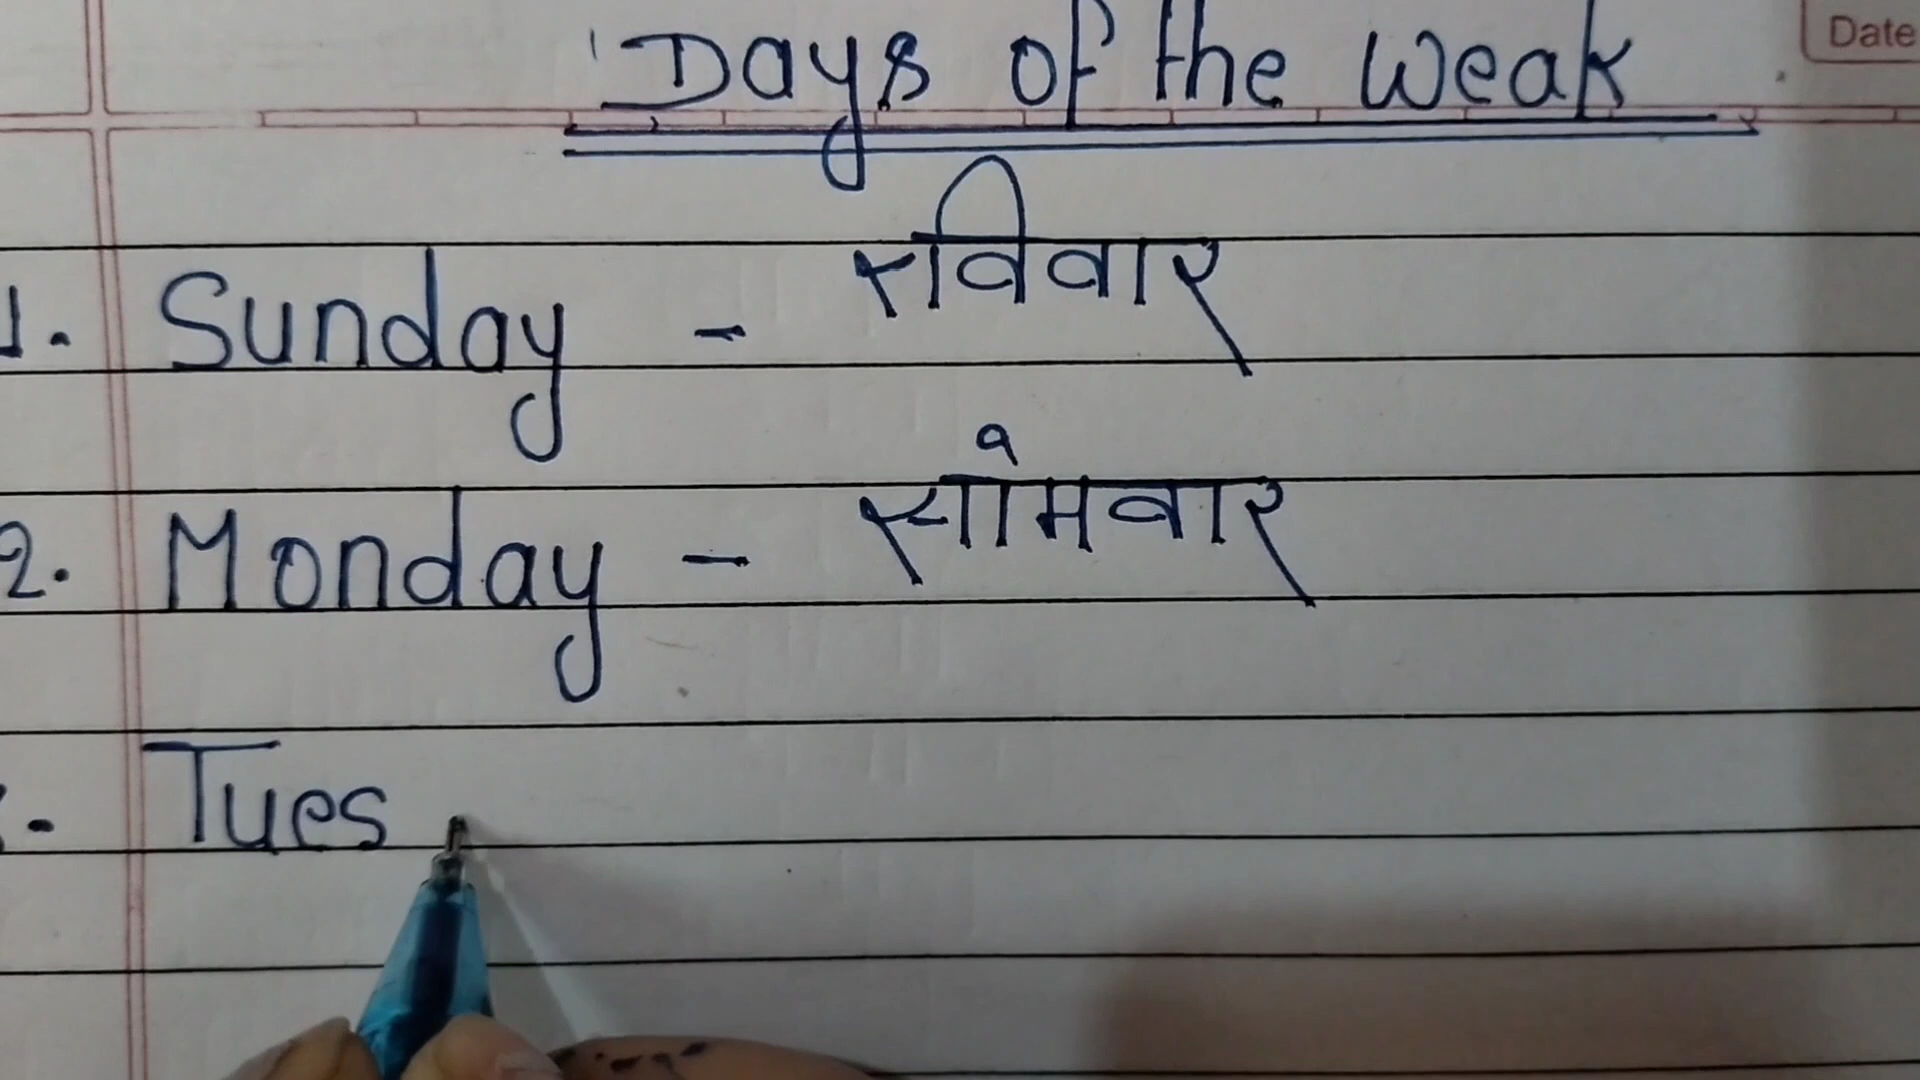 Date
Days of the Weak
1. Sunday - रविवार
2. Monday - सोमवार
Tues